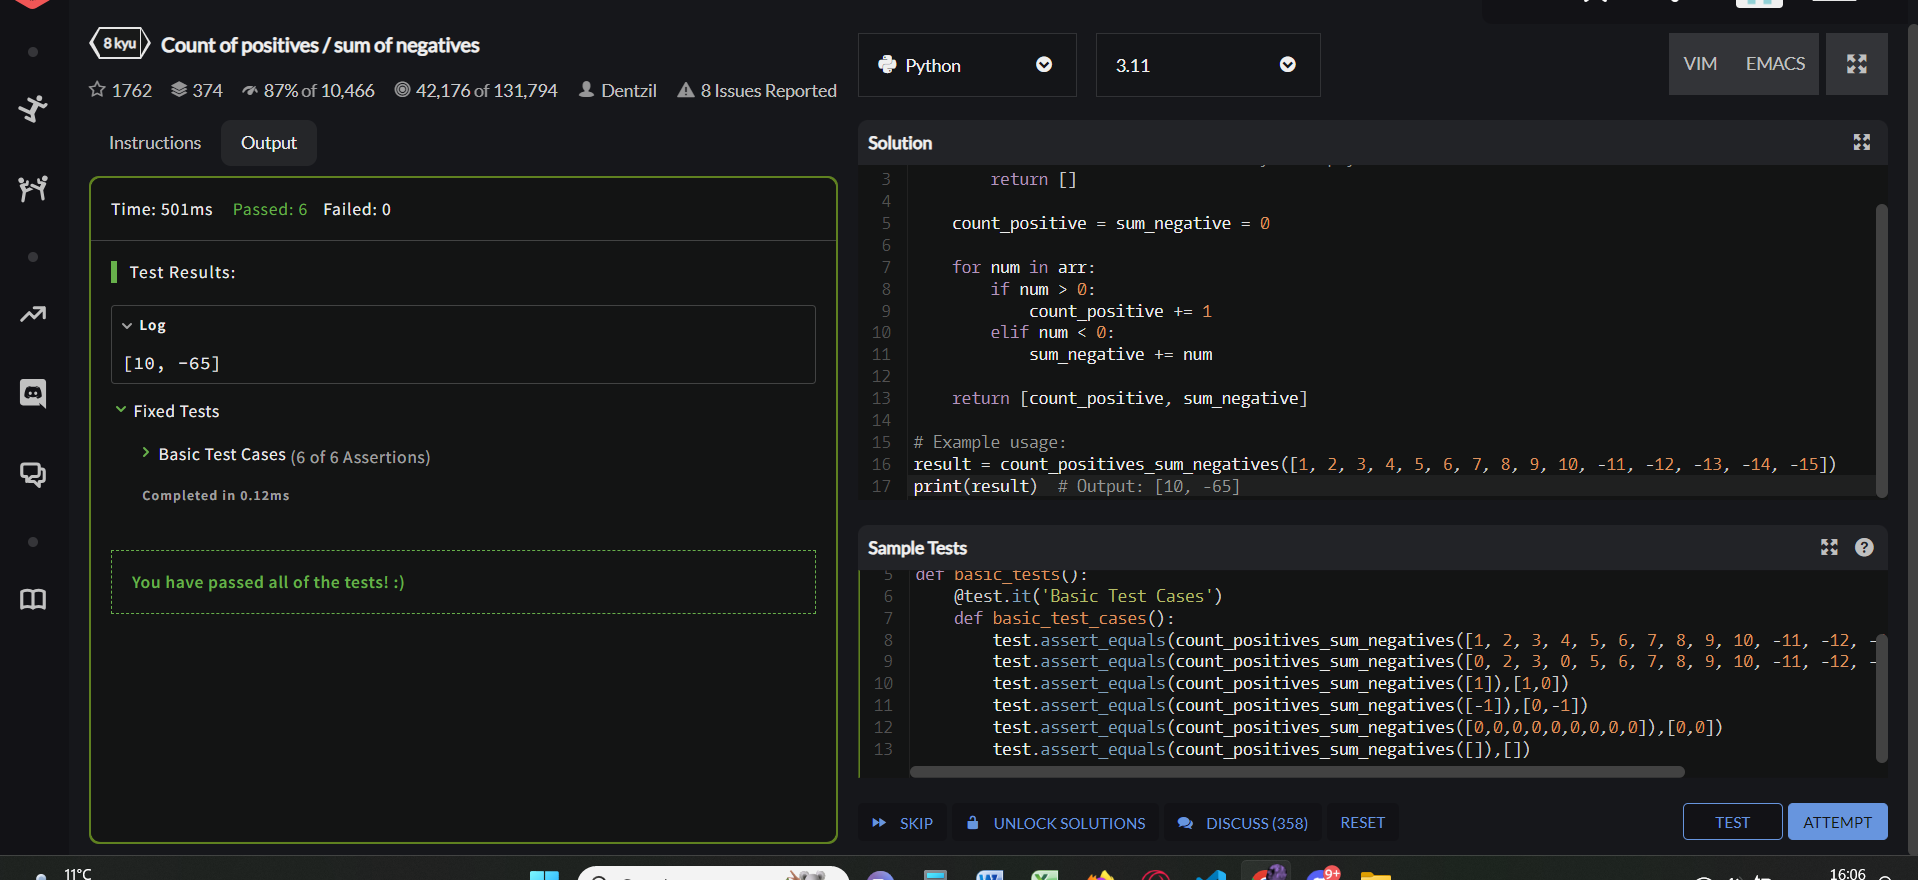 8 kyu
Count of positives / sum of negatives
1762 374 87% of 10,466 42,176 of 131,794 Dentzil 8 Issues Reported
Instructions Output
Time: 501ms Passed: 6 Failed: 0
Test Results:
Log
[10, -65]
Fixed Tests
Basic Test Cases (6 of 6 Assertions)
Completed in 0.12ms
You have passed all of the tests! :)
Python 3.11
VIM EMACS
Solution
3 return []
4
5 count_positive = sum_negative = 0
6
7 for num in arr:
8 if num > 0:
9 count_positive += 1
10 elif num < 0:
11 sum_negative += num
12
13 return [count_positive, sum_negative]
14
15 # Example usage:
16 result = count_positives_sum_negatives([1, 2, 3, 4, 5, 6, 7, 8, 9, 10, -11, -12, -13, -14, -15])
17 print(result) # Output: [10, -65]
Sample Tests
5 def basic_tests():
6 @test.it('Basic Test Cases')
7 def basic_test_cases():
8 test.assert_equals(count_positives_sum_negatives([1, 2, 3, 4, 5, 6, 7, 8, 9, 10, -11, -12, -
9 test.assert_equals(count_positives_sum_negatives([0, 2, 3, 0, 5, 6, 7, 8, 9, 10, -11, -12, -
10 test.assert_equals(count_positives_sum_negatives([1]),[1,0])
11 test.assert_equals(count_positives_sum_negatives([-1]),[0,-1])
12 test.assert_equals(count_positives_sum_negatives([0,0,0,0,0,0,0,0,0]),[0,0])
13 test.assert_equals(count_positives_sum_negatives([]),[])
SKIP UNLOCK SOLUTIONS DISCUSS (358) RESET
TEST ATTEMPT
11°C
9+
16:06